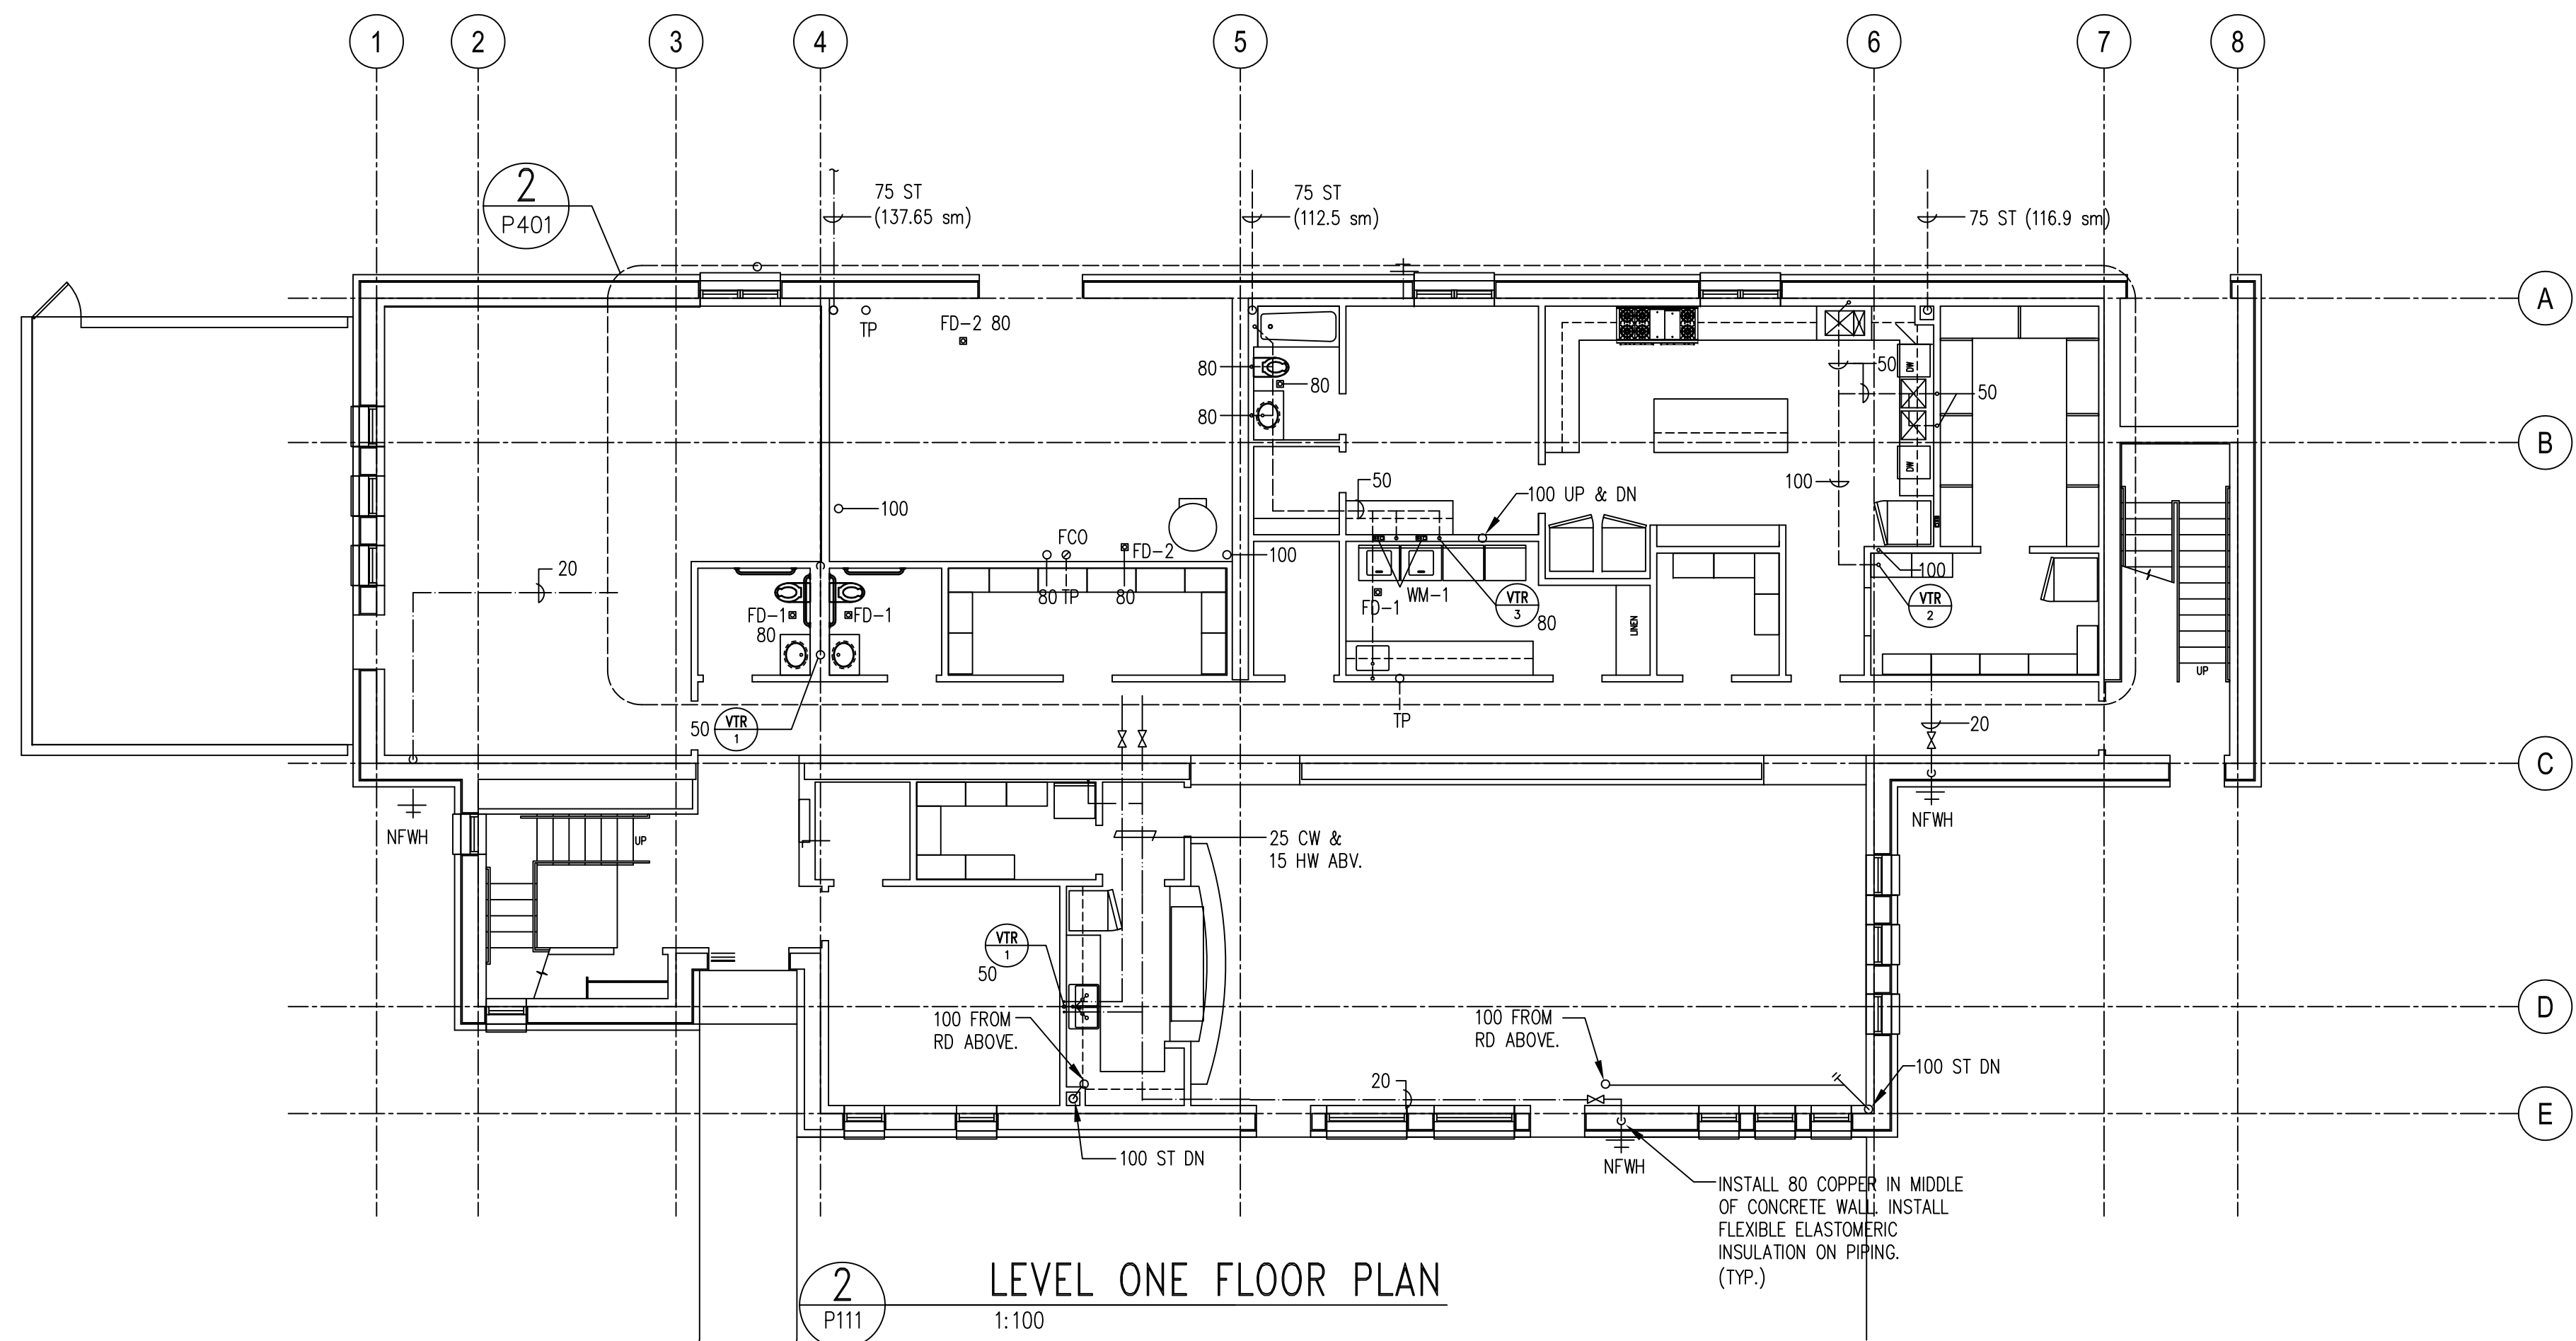 1
2
3
4
5
6
7
8
2
P401
75 ST
(137.65 sm)
75 ST
(112.5 sm)
75 ST (116.9 sm)
A
TP
FD-2 80
80
80
80
50
DW
50
B
DW
100
50
100 UP & DN
100
FCO
FD-2
100
20
80 TP
80
FD-1
80
FD-1
FD-1
WM-1
VTR
3
80
LINEN
100
VTR
2
UP
50
VTR
1
TP
20
C
NFWH
UP
25 CW &
15 HW ABV.
NFWH
VTR
1
50
D
100 FROM
RD ABOVE.
100 FROM
RD ABOVE.
20
100 ST DN
E
100 ST DN
NFWH
INSTALL 80 COPPER IN MIDDLE
OF CONCRETE WALL. INSTALL
FLEXIBLE ELASTOMERIC
INSULATION ON PIPING.
(TYP.)
2
P111
LEVEL ONE FLOOR PLAN
1:100